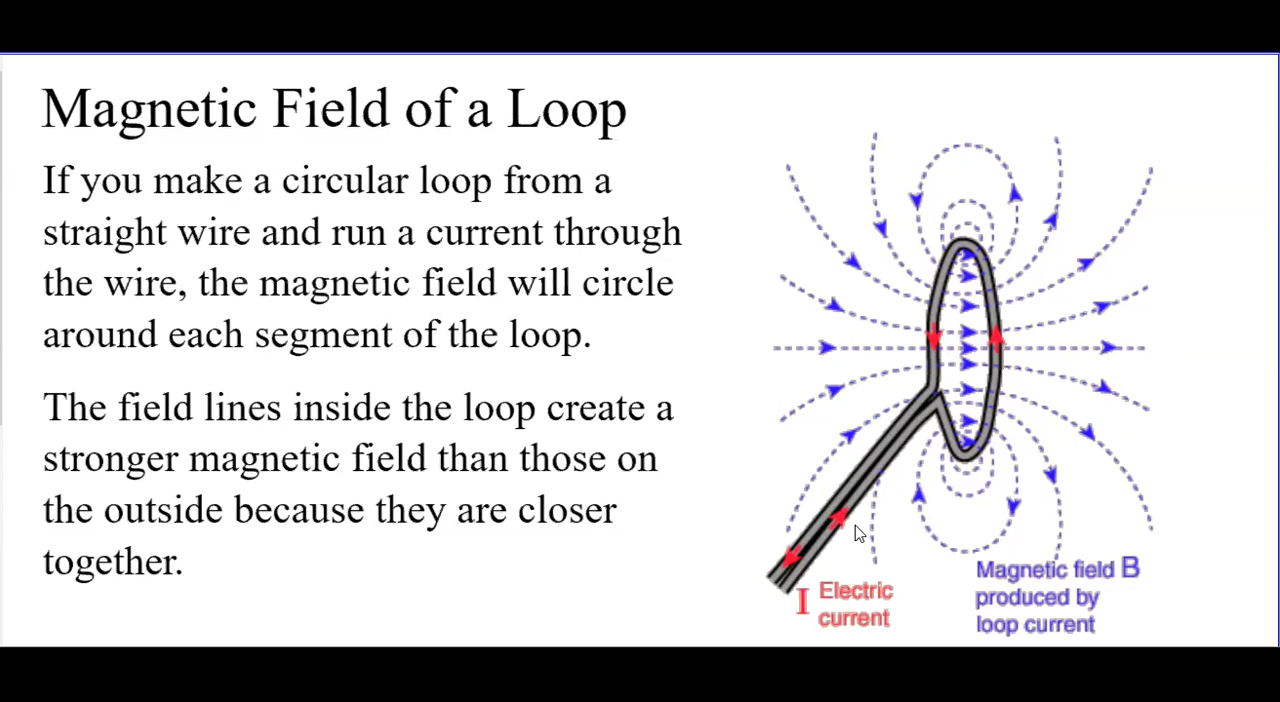 Magnetic Field of a Loop
If you make a circular loop from a
straight wire and run a current through
the wire, the magnetic field will circle
around each segment of the loop.
The field lines inside the loop create a
stronger magnetic field than those on
the outside because they are closer
together.
I Electric
current
Magnetic field B
produced by
loop current